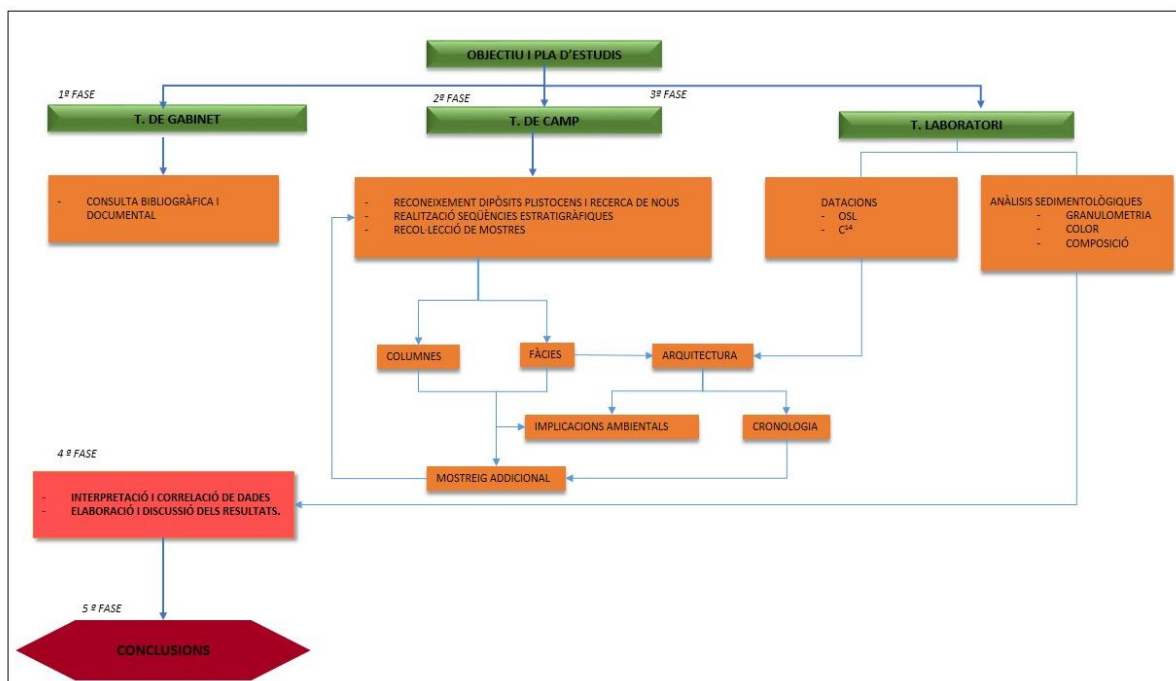 OBJECTIU I PLA D'ESTUDIS
1ª FASE
2ª FASE
3ª FASE
T. DE GABINET
T. DE CAMP
T. LABORATORI
- CONSULTA BIBLIOGRÀFICA I
DOCUMENTAL
- RECONEIXEMENT DIPÒSITS PLISTOCENS I RECERCA DE NOUS
- REALITZACIÓ SEQÜÈNCIES ESTRATIGRÀFIQUES
- RECOL·LECCIÓ DE MOSTRES
DATACIONS
- OSL
- C¹⁴
ANÀLISIS SEDIMENTOLÒGIQUES
- GRANULOMETRIA
- COLOR
- COMPOSICIÓ
COLUMNES
FÀCIES
ARQUITECTURA
IMPLICACIONS AMBIENTALS
CRONOLOGIA
MOSTREIG ADDICIONAL
4 ª FASE
- INTERPRETACIÓ I CORRELACIÓ DE DADES
- ELABORACIÓ I DISCUSSIÓ DELS RESULTATS.
5 ª FASE
CONCLUSIONS